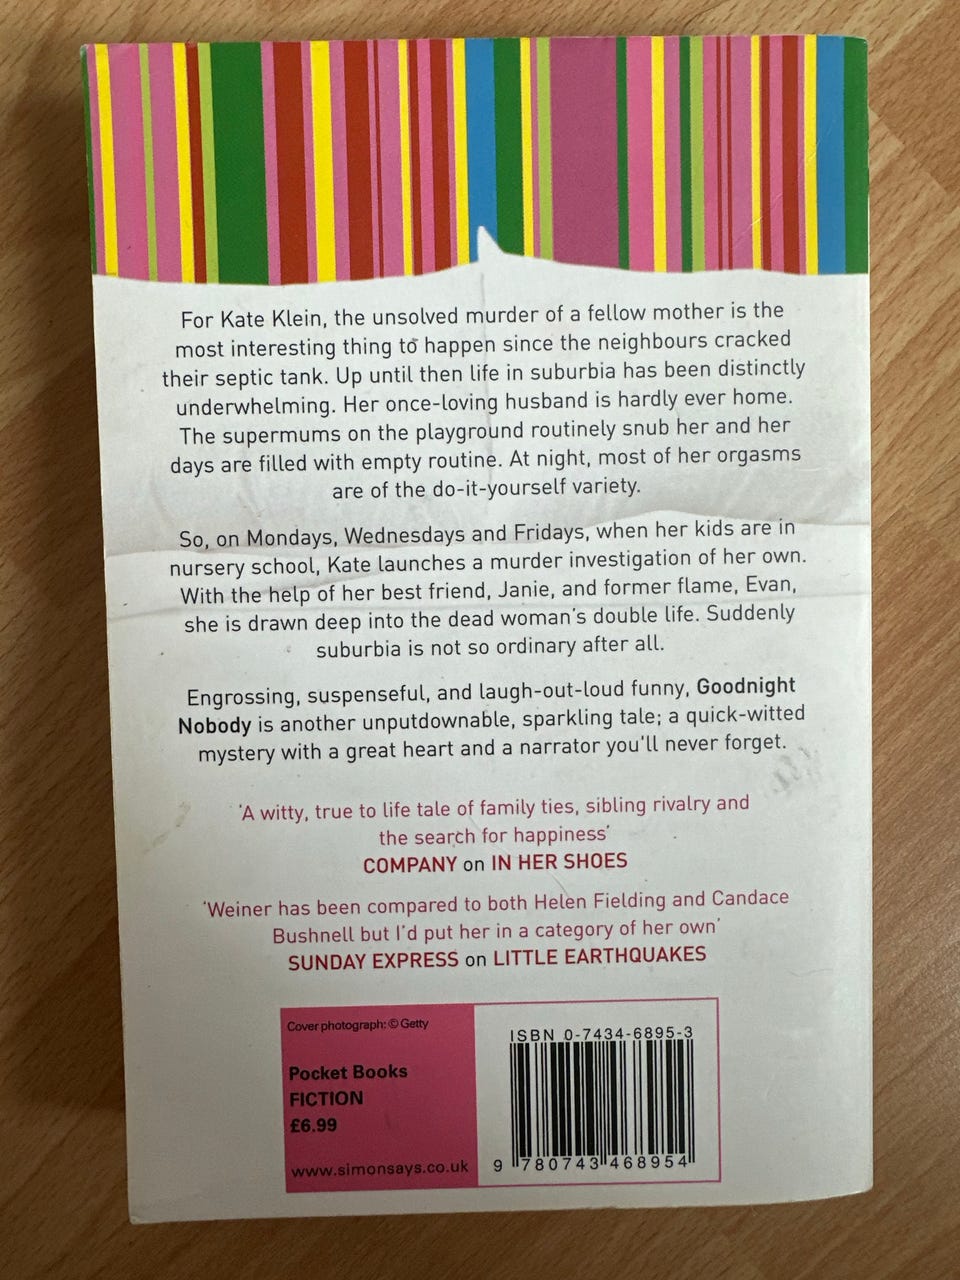 For Kate Klein, the unsolved murder of a fellow mother is the
most interesting thing to happen since the neighbours cracked
their septic tank. Up until then life in suburbia has been distinctly
underwhelming. Her once-loving husband is hardly ever home.
The supermums on the playground routinely snub her and her
days are filled with empty routine. At night, most of her orgasms
are of the do-it-yourself variety.
So, on Mondays, Wednesdays and Fridays, when her kids are in
nursery school, Kate launches a murder investigation of her own.
With the help of her best friend, Janie, and former flame, Evan,
she is drawn deep into the dead woman's double life. Suddenly
suburbia is not so ordinary after all.
Engrossing, suspenseful, and laugh-out-loud funny, Goodnight
Nobody is another unputdownable, sparkling tale; a quick-witted
mystery with a great heart and a narrator you'll never forget.
'A witty, true to life tale of family ties, sibling rivalry and
the search for happiness'
COMPANY on IN HER SHOES
'Weiner has been compared to both Helen Fielding and Candace
Bushnell but I'd put her in a category of her own'
SUNDAY EXPRESS on LITTLE EARTHQUAKES
Cover photograph: © Getty
Pocket Books
FICTION
£6.99
www.simonsays.co.uk
ISBN 0-7434-6895-3
9 780743 468954